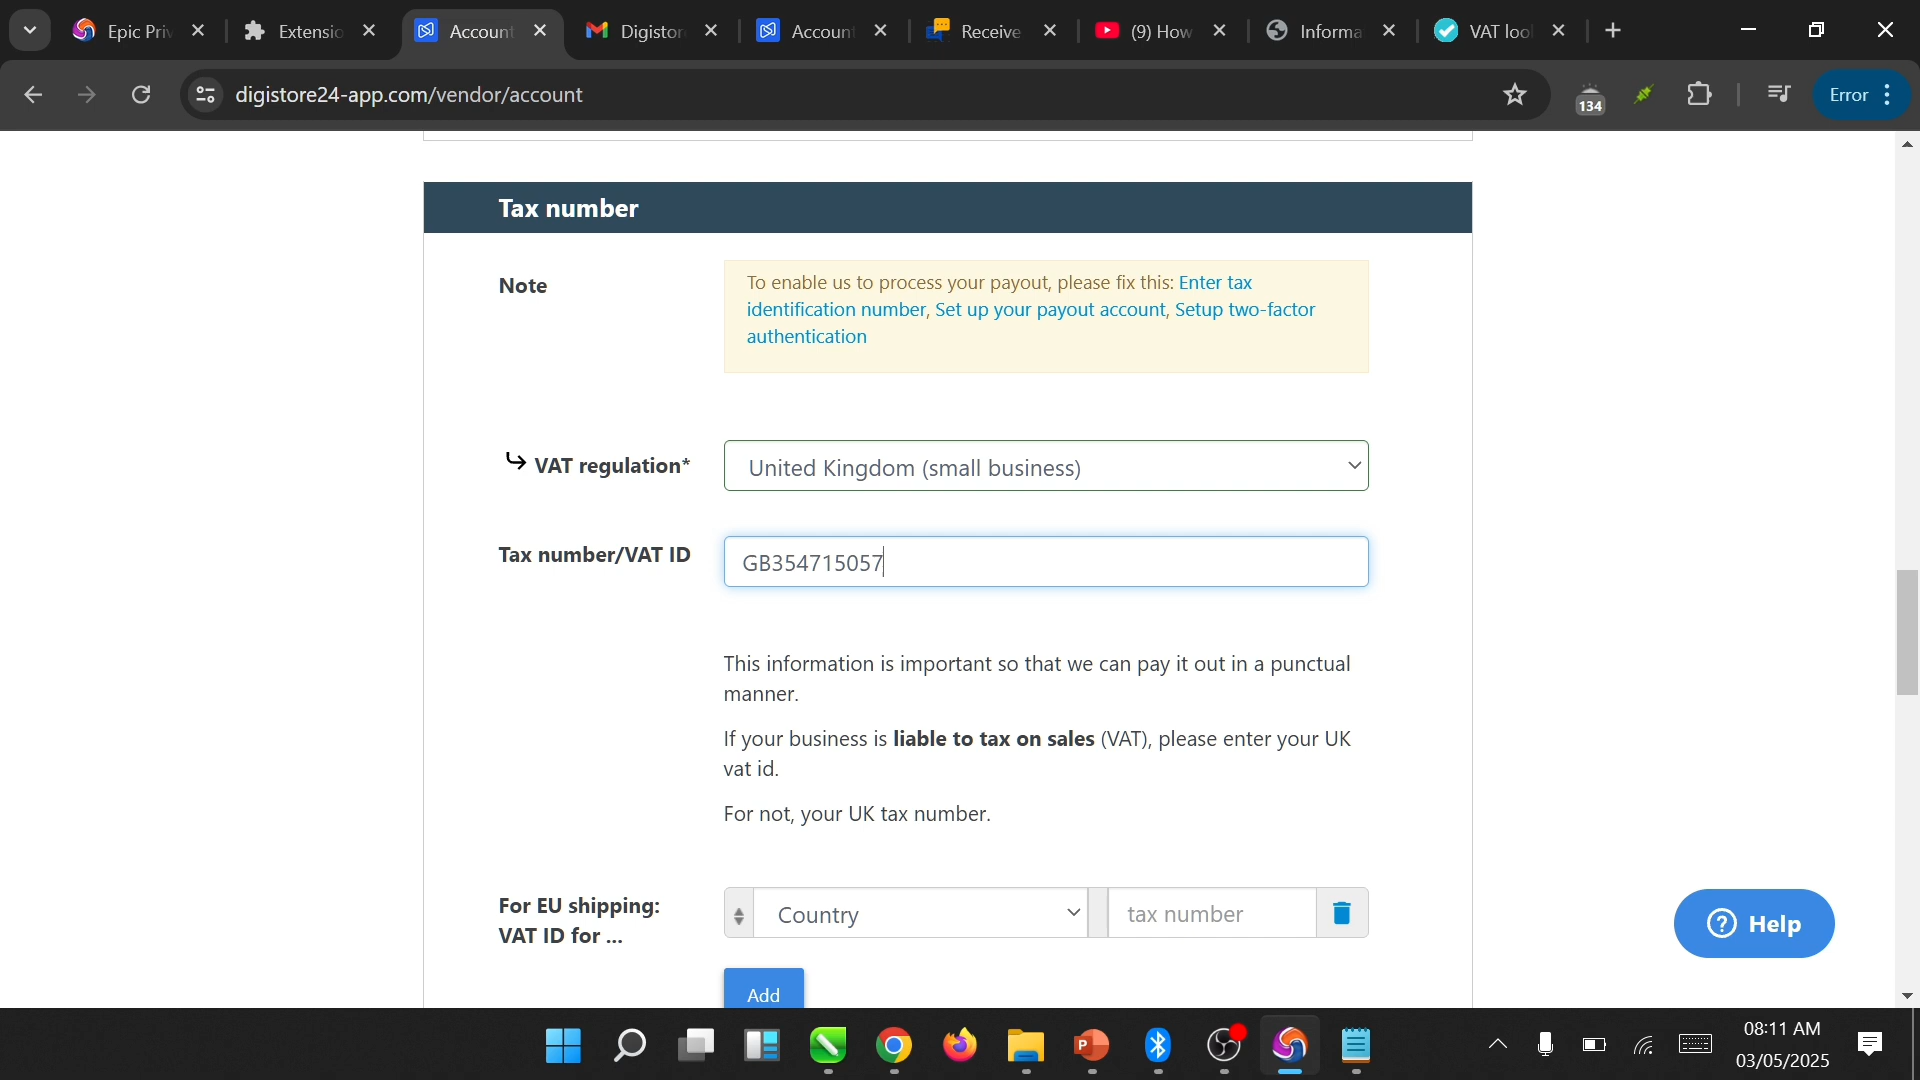 Epic Priv
Extensio
Account
Digistor
Account
Receive
(9) How
Informa
VAT loo
digistore24-app.com/vendor/account
134
Error
Tax number
Note
To enable us to process your payout, please fix this: Enter tax
identification number, Set up your payout account, Setup two-factor
authentication
VAT regulation*
United Kingdom (small business)
Tax number/VAT ID
GB354715057
This information is important so that we can pay it out in a punctual
manner.
If your business is liable to tax on sales (VAT), please enter your UK
vat id.
For not, your UK tax number.
For EU shipping:
VAT ID for ...
Country
tax number
Add
Help
08:11 AM
03/05/2025